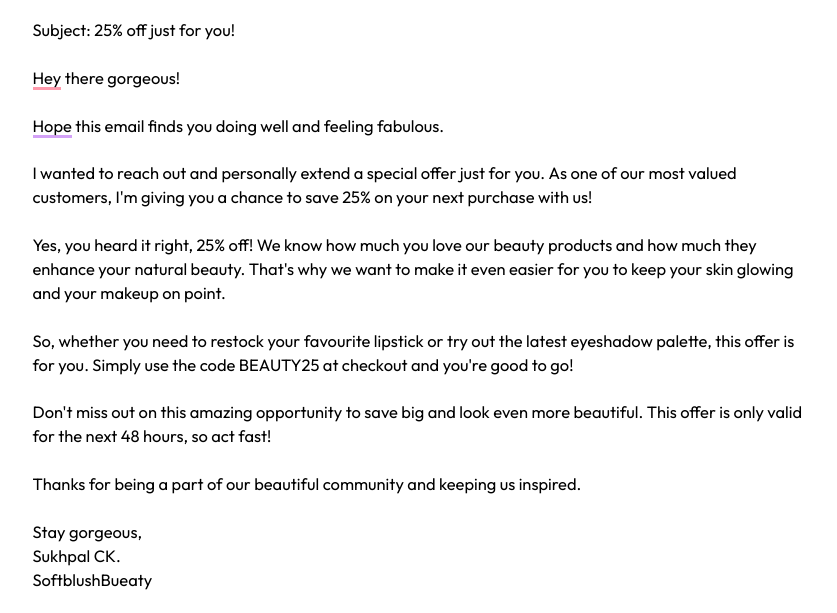 Subject: 25% off just for you!
Hey there gorgeous!
Hope this email finds you doing well and feeling fabulous.
I wanted to reach out and personally extend a special offer just for you. As one of our most valued
customers, I'm giving you a chance to save 25% on your next purchase with us!
Yes, you heard it right, 25% off! We know how much you love our beauty products and how much they
enhance your natural beauty. That's why we want to make it even easier for you to keep your skin glowing
and your makeup on point.
So, whether you need to restock your favourite lipstick or try out the latest eyeshadow palette, this offer is
for you. Simply use the code BEAUTY25 at checkout and you're good to go!
Don't miss out on this amazing opportunity to save big and look even more beautiful. This offer is only valid
for the next 48 hours, so act fast!
Thanks for being a part of our beautiful community and keeping us inspired.
Stay gorgeous,
Sukhpal CK.
SoftblushBueaty